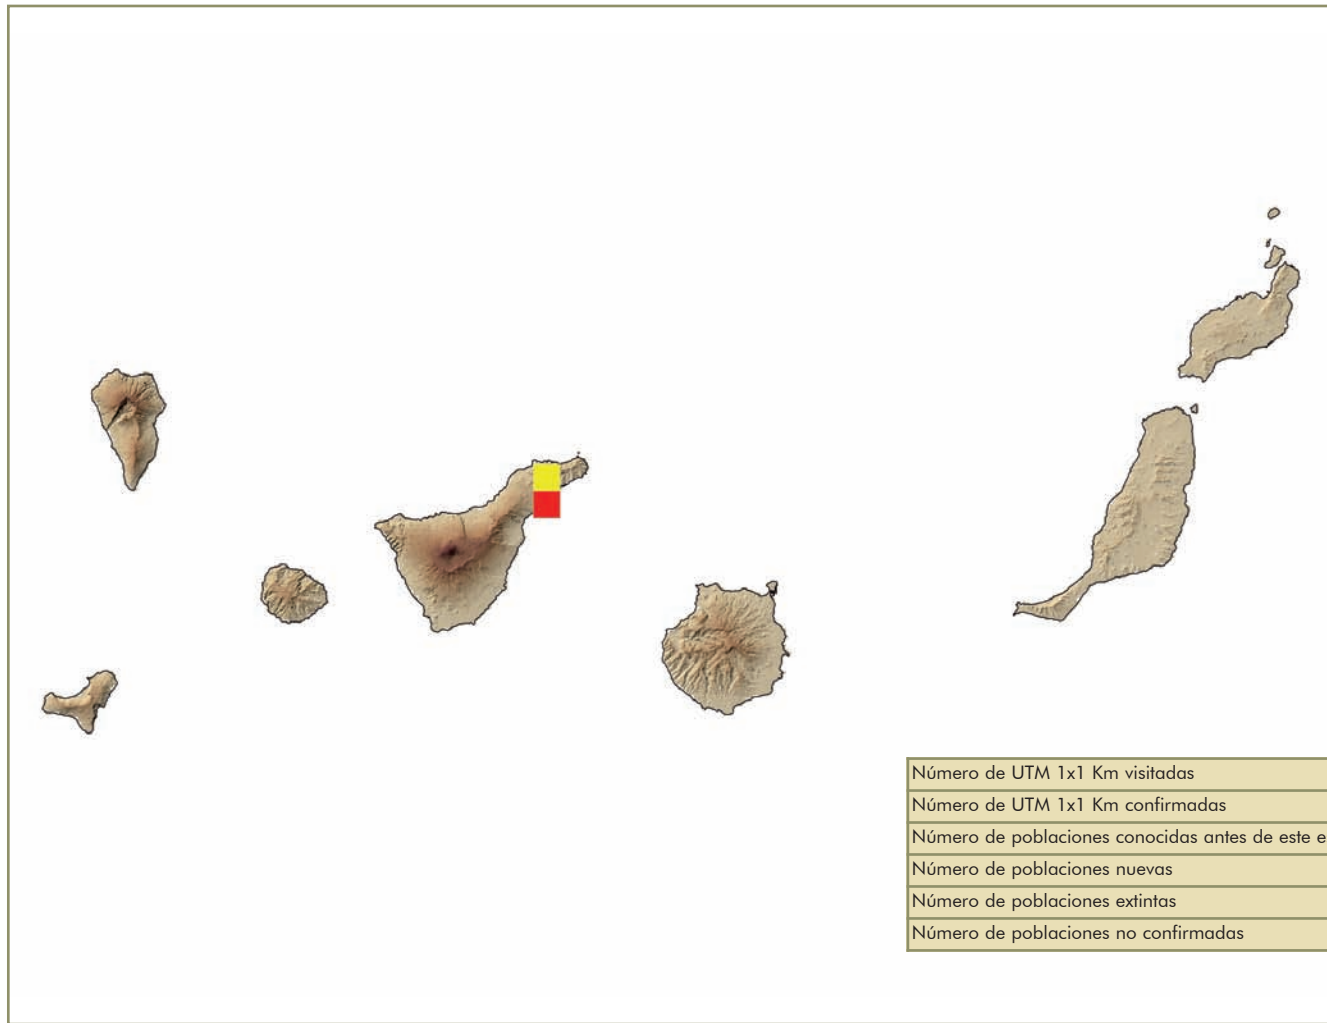 Número de UTM 1x1 Km visitadas
Número de UTM 1x1 Km confirmadas
Número de poblaciones conocidas antes de este e
Número de poblaciones nuevas
Número de poblaciones extintas
Número de poblaciones no confirmadas